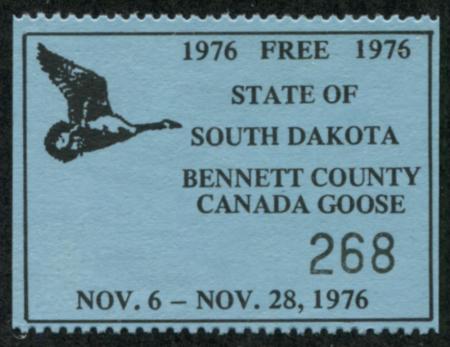 1976 FREE 1976
STATE OF
SOUTH DAKOTA
BENNETT COUNTY
CANADA GOOSE
268
NOV. 6 – NOV. 28, 1976